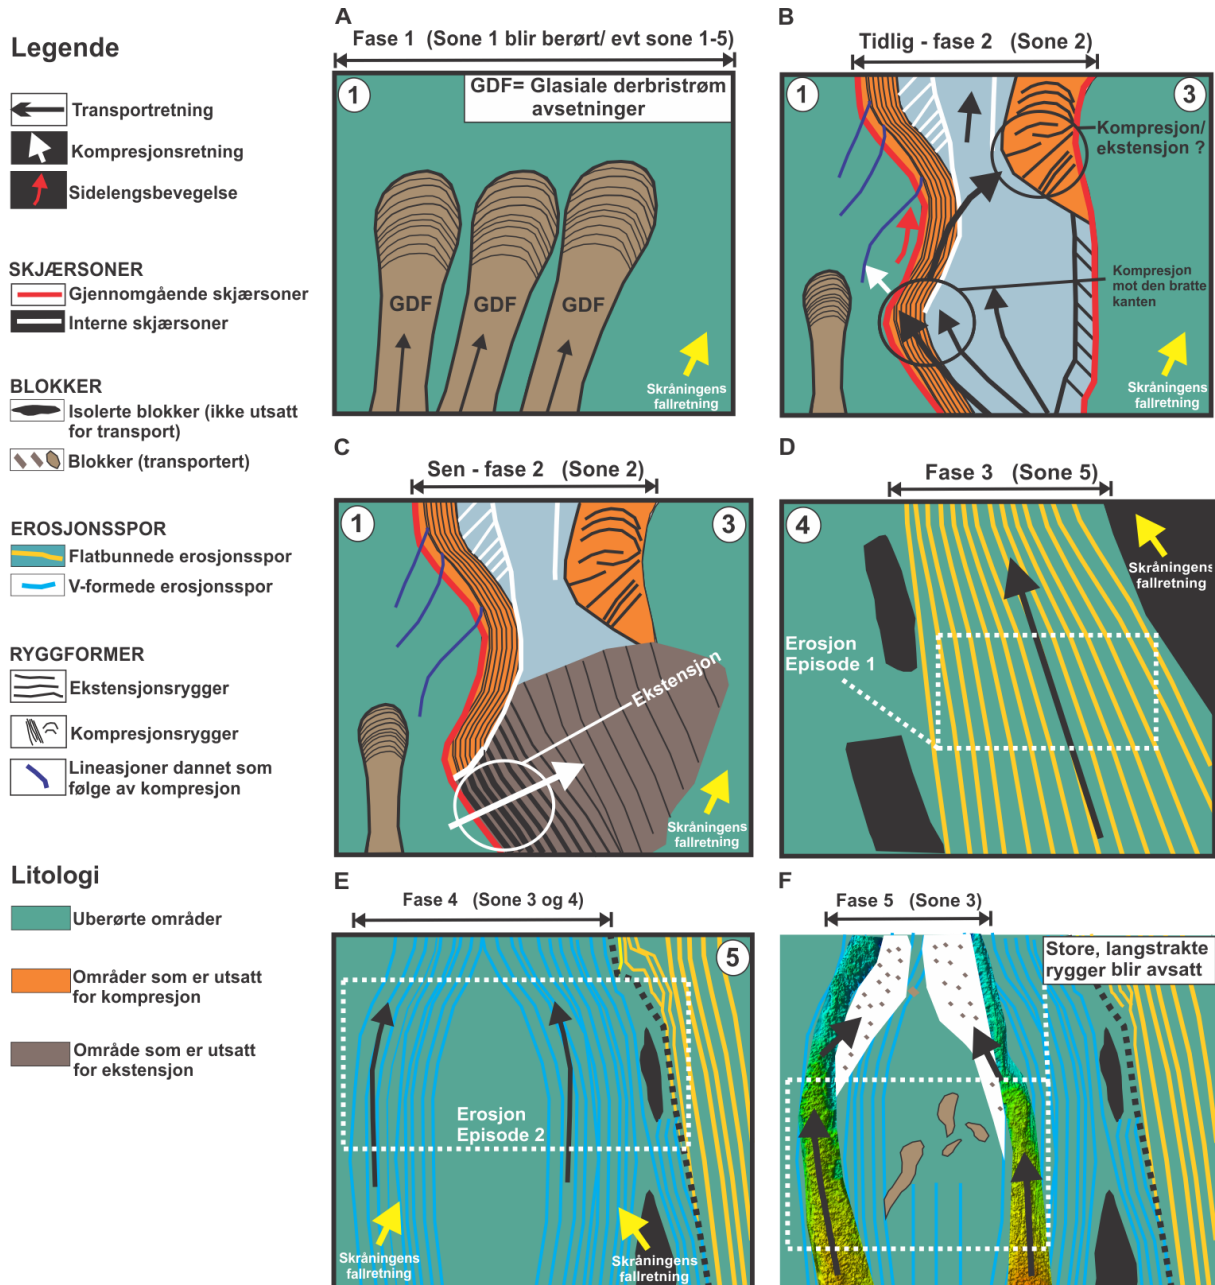 Legende
Transportretning
Kompresjonsretning
Sidelengsbevegelse
SKJÆRSONER
Gjennomgående skjærsoner
Interne skjærsoner
BLOKKER
Isolerte blokker (ikke utsatt
for transport)
Blokker (transportert)
EROSJONSSPOR
Flatbunnede erosjonsspor
V-formede erosjonsspor
RYGGFORMER
Ekstensjonsrygger
Kompresjonsrygger
Lineasjoner dannet som
følge av kompresjon
Litologi
Uberørte områder
Områder som er utsatt
for kompresjon
Område som er utsatt
for ekstensjon
A
Fase 1 (Sone 1 blir berørt/ evt sone 1-5)
1
GDF= Glasiale derbristrøm
avsetninger
GDF
GDF
GDF
Skråningens
fallretning
B
Tidlig - fase 2 (Sone 2)
1
3
Kompresjon/
ekstensjon ?
Kompresjon
mot den bratte
kanten
Skråningens
fallretning
C
Sen - fase 2 (Sone 2)
1
3
Ekstensjon
Skråningens
fallretning
D
Fase 3 (Sone 5)
4
Skråningens
fallretning
Erosjon
Episode 1
E
Fase 4 (Sone 3 og 4)
5
Erosjon
Episode 2
Skråningens
fallretning
Skråningens
fallretning
F
Fase 5 (Sone 3)
Store, langstrakte
rygger blir avsatt